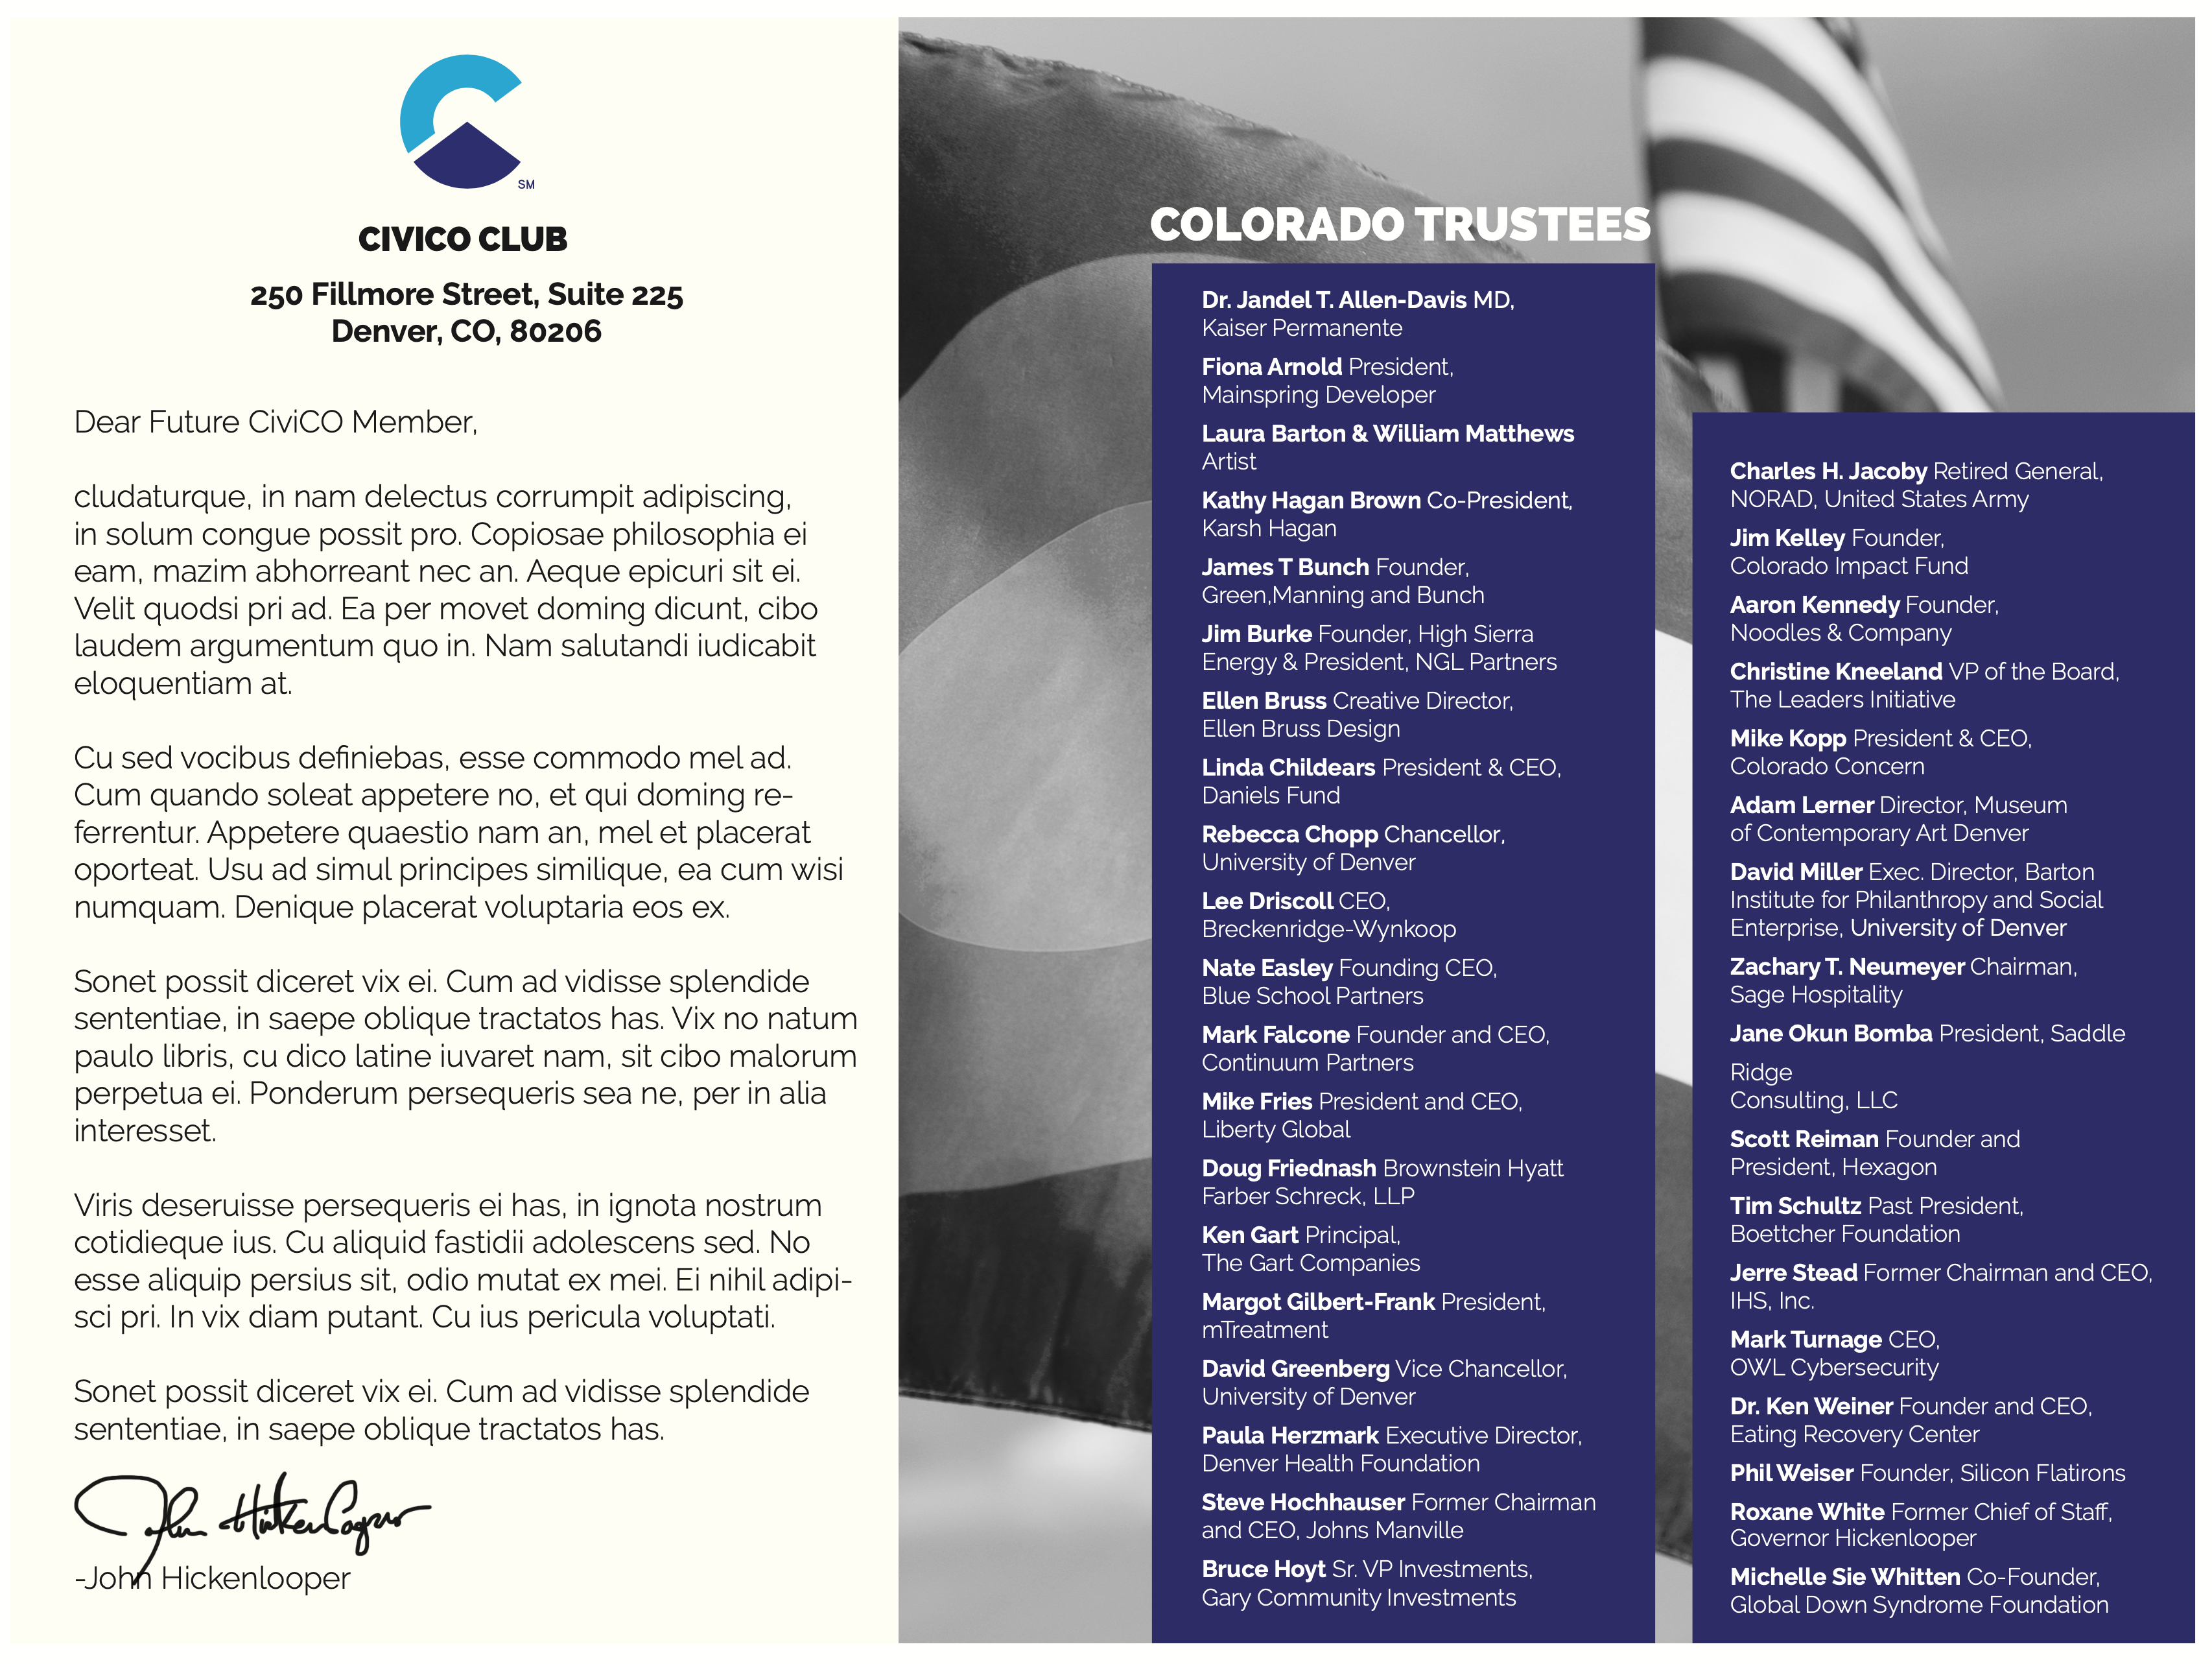 SM
CIVICO CLUB
250 Fillmore Street, Suite 225
Denver, CO, 80206
Dear Future CiviCO Member,
cludaturque, in nam delectus corrumpit adipiscing,
in solum congue possit pro. Copiosae philosophia ei
eam, mazim abhorreant nec an. Aeque epicuri sit ei.
Velit quodsi pri ad. Ea per movet doming dicunt, cibo
laudem argumentum quo in. Nam salutandi iudicabit
eloquentiam at.
Cu sed vocibus definiebas, esse commodo mel ad.
Cum quando soleat appetere no, et qui doming re-
ferrentur. Appetere quaestio nam an, mel et placerat
oporteat. Usu ad simul principes similique, ea cum wisi
numquam. Denique placerat voluptaria eos ex.
Sonet possit diceret vix ei. Cum ad vidisse splendide
sententiae, in saepe oblique tractatos has. Vix no natum
paulo libris, cu dico latine iuvaret nam, sit cibo malorum
perpetua ei. Ponderum persequeris sea ne, per in alia
interesset.
Viris deseruisse persequeris ei has, in ignota nostrum
cotidieque ius. Cu aliquid fastidii adolescens sed. No
esse aliquip persius sit, odio mutat ex mei. Ei nihil adipi-
sci pri. In vix diam putant. Cu ius pericula voluptati.
Sonet possit diceret vix ei. Cum ad vidisse splendide
sententiae, in saepe oblique tractatos has.
John Hickenlooper
-John Hickenlooper
COLORADO TRUSTEES
Dr. Jandel T. Allen-Davis MD,
Kaiser Permanente
Fiona Arnold President,
Mainspring Developer
Laura Barton & William Matthews
Artist
Kathy Hagan Brown Co-President,
Karsh Hagan
James T Bunch Founder,
Green,Manning and Bunch
Jim Burke Founder, High Sierra
Energy & President, NGL Partners
Ellen Bruss Creative Director,
Ellen Bruss Design
Linda Childears President & CEO,
Daniels Fund
Rebecca Chopp Chancellor,
University of Denver
Lee Driscoll CEO,
Breckenridge-Wynkoop
Nate Easley Founding CEO,
Blue School Partners
Mark Falcone Founder and CEO,
Continuum Partners
Mike Fries President and CEO,
Liberty Global
Doug Friednash Brownstein Hyatt
Farber Schreck, LLP
Ken Gart Principal,
The Gart Companies
Margot Gilbert-Frank President,
mTreatment
David Greenberg Vice Chancellor,
University of Denver
Paula Herzmark Executive Director,
Denver Health Foundation
Steve Hochhauser Former Chairman
and CEO, Johns Manville
Bruce Hoyt Sr. VP Investments,
Gary Community Investments
Charles H. Jacoby Retired General,
NORAD, United States Army
Jim Kelley Founder,
Colorado Impact Fund
Aaron Kennedy Founder,
Noodles & Company
Christine Kneeland VP of the Board,
The Leaders Initiative
Mike Kopp President & CEO,
Colorado Concern
Adam Lerner Director, Museum
of Contemporary Art Denver
David Miller Exec. Director, Barton
Institute for Philanthropy and Social
Enterprise, University of Denver
Zachary T. Neumeyer Chairman,
Sage Hospitality
Jane Okun Bomba President, Saddle
Ridge
Consulting, LLC
Scott Reiman Founder and
President, Hexagon
Tim Schultz Past President,
Boettcher Foundation
Jerre Stead Former Chairman and CEO,
IHS, Inc.
Mark Turnage CEO,
OWL Cybersecurity
Dr. Ken Weiner Founder and CEO,
Eating Recovery Center
Phil Weiser Founder, Silicon Flatirons
Roxane White Former Chief of Staff,
Governor Hickenlooper
Michelle Sie Whitten Co-Founder,
Global Down Syndrome Foundation